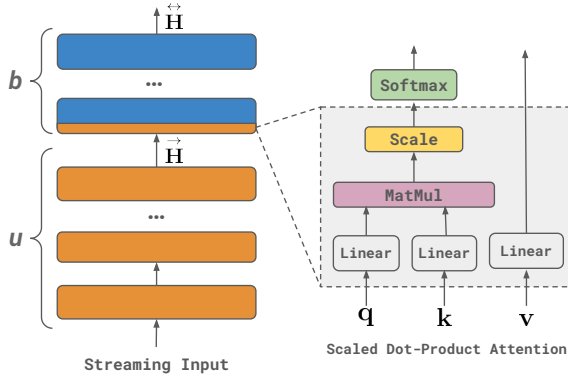 ↔
H
b
...
→
H
u
...
Streaming Input
Softmax
Scale
MatMul
Linear Linear Linear
q k v
Scaled Dot-Product Attention